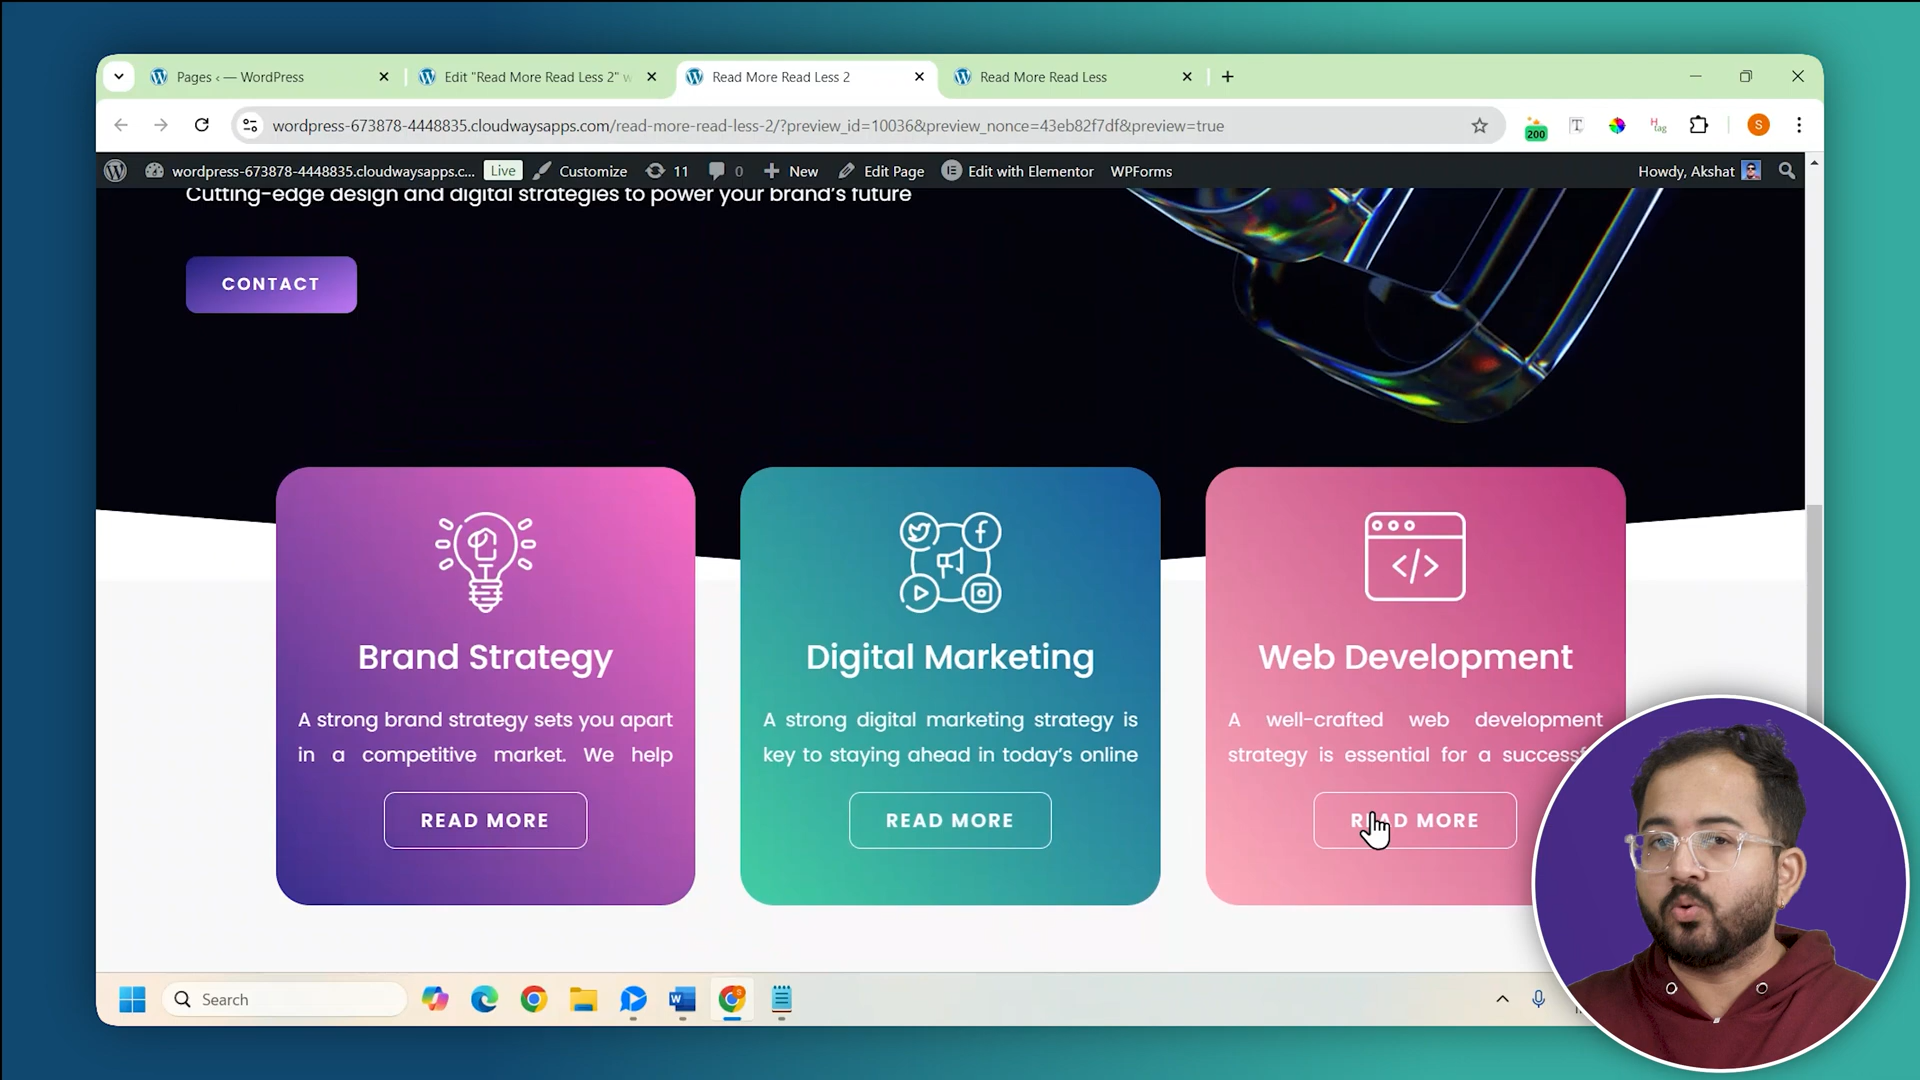 Pages ‹ — WordPress
Edit "Read More Read Less 2" w
Read More Read Less 2
Read More Read Less
wordpress-673878-4448835.cloudwaysapps.com/read-more-read-less-2/?preview_id=10036&preview_nonce=43eb82f7df&preview=true
200
H tag
S
wordpress-673878-4448835.cloudwaysapps.c... Live Customize 11 0 New Edit Page Edit with Elementor WPForms Howdy, Akshat
Cutting-edge design and digital strategies to power your brand's future
CONTACT
Brand Strategy
A strong brand strategy sets you apart
in a competitive market. We help
READ MORE
Digital Marketing
A strong digital marketing strategy is
key to staying ahead in today's online
READ MORE
Web Development
A well-crafted web development
strategy is essential for a
READ MORE
Search